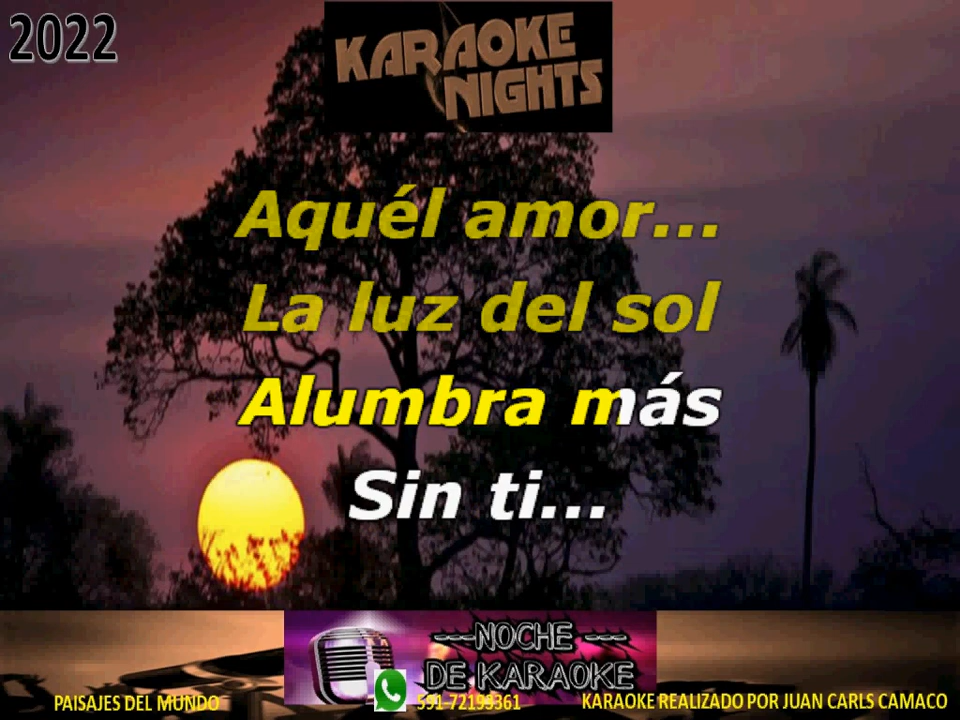 2022
KARAOKE
NIGHTS
Aquél amor...
La luz del sol
Alumbra más
Sin ti...
---NOCHE ---
DE KARAOKE
PAISAJES DEL MUNDO
591-72195361
KARAOKE REALIZADO POR JUAN CARLS CAMACO